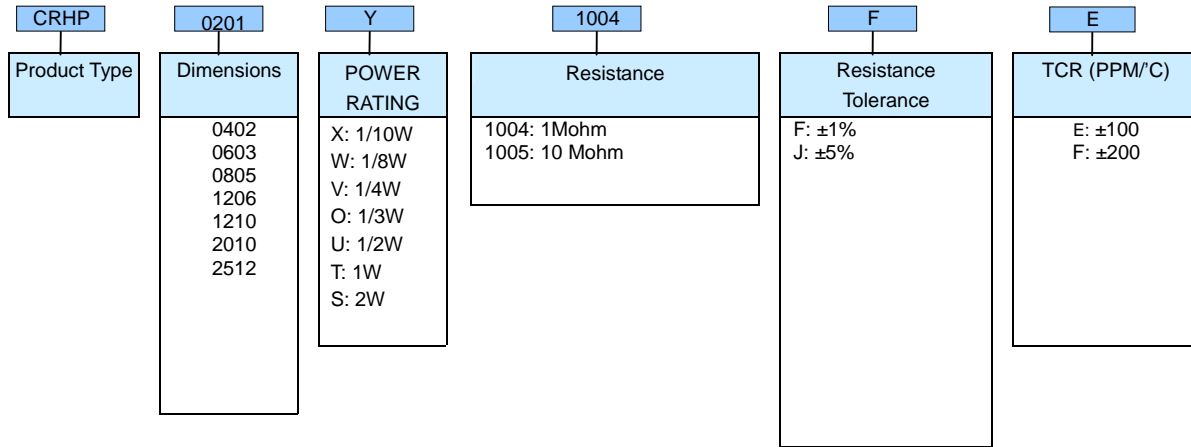 CRHP 0201 Y 1004 F E
Product Type
Dimensions
0402
0603
0805
1206
1210
2010
2512
POWER
RATING
X: 1/10W
W: 1/8W
V: 1/4W
O: 1/3W
U: 1/2W
T: 1W
S: 2W
Resistance
1004: 1Mohm
1005: 10 Mohm
Resistance
Tolerance
F: ±1%
J: ±5%
TCR (PPM/'C)
E: ±100
F: ±200